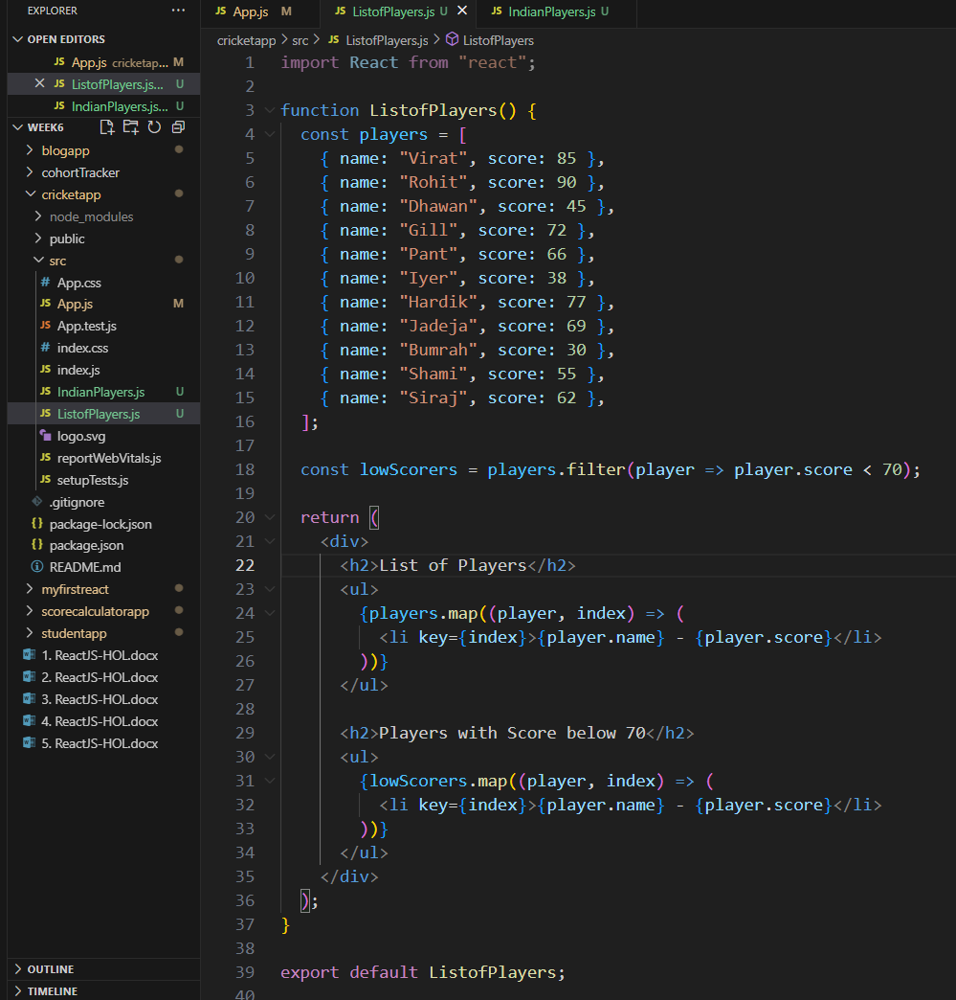 EXPLORER
OPEN EDITORS
JS App.js cricketap... M
JS ListofPlayers.js... U
JS IndianPlayers.js... U
WEEK6
blogapp
cohortTracker
cricketapp
node_modules
public
src
# App.css
JS App.js M
JS App.test.js
# index.css
JS index.js
JS IndianPlayers.js U
JS ListofPlayers.js U
logo.svg
JS reportWebVitals.js
JS setupTests.js
.gitignore
{} package-lock.json
{} package.json
README.md
myfirstreact
scorecalculatorapp
studentapp
1. ReactJS-HOL.docx
2. ReactJS-HOL.docx
3. ReactJS-HOL.docx
4. ReactJS-HOL.docx
5. ReactJS-HOL.docx
OUTLINE
TIMELINE
JS App.js M JS ListofPlayers.js U JS IndianPlayers.js U
cricketapp > src > JS ListofPlayers.js > ListofPlayers
1 import React from "react";
2
3 function ListofPlayers() {
4 const players = [
5 { name: "Virat", score: 85 },
6 { name: "Rohit", score: 90 },
7 { name: "Dhawan", score: 45 },
8 { name: "Gill", score: 72 },
9 { name: "Pant", score: 66 },
10 { name: "Iyer", score: 38 },
11 { name: "Hardik", score: 77 },
12 { name: "Jadeja", score: 69 },
13 { name: "Bumrah", score: 30 },
14 { name: "Shami", score: 55 },
15 { name: "Siraj", score: 62 },
16 ];
17
18 const lowScorers = players.filter(player => player.score < 70);
19
20 return (
21 <div>
22 <h2>List of Players</h2>
23 <ul>
24 {players.map((player, index) => (
25 <li key={index}>{player.name} - {player.score}</li>
26 ))}
27 </ul>
28
29 <h2>Players with Score below 70</h2>
30 <ul>
31 {lowScorers.map((player, index) => (
32 <li key={index}>{player.name} - {player.score}</li>
33 ))}
34 </ul>
35 </div>
36 );
37 }
38
39 export default ListofPlayers;
40